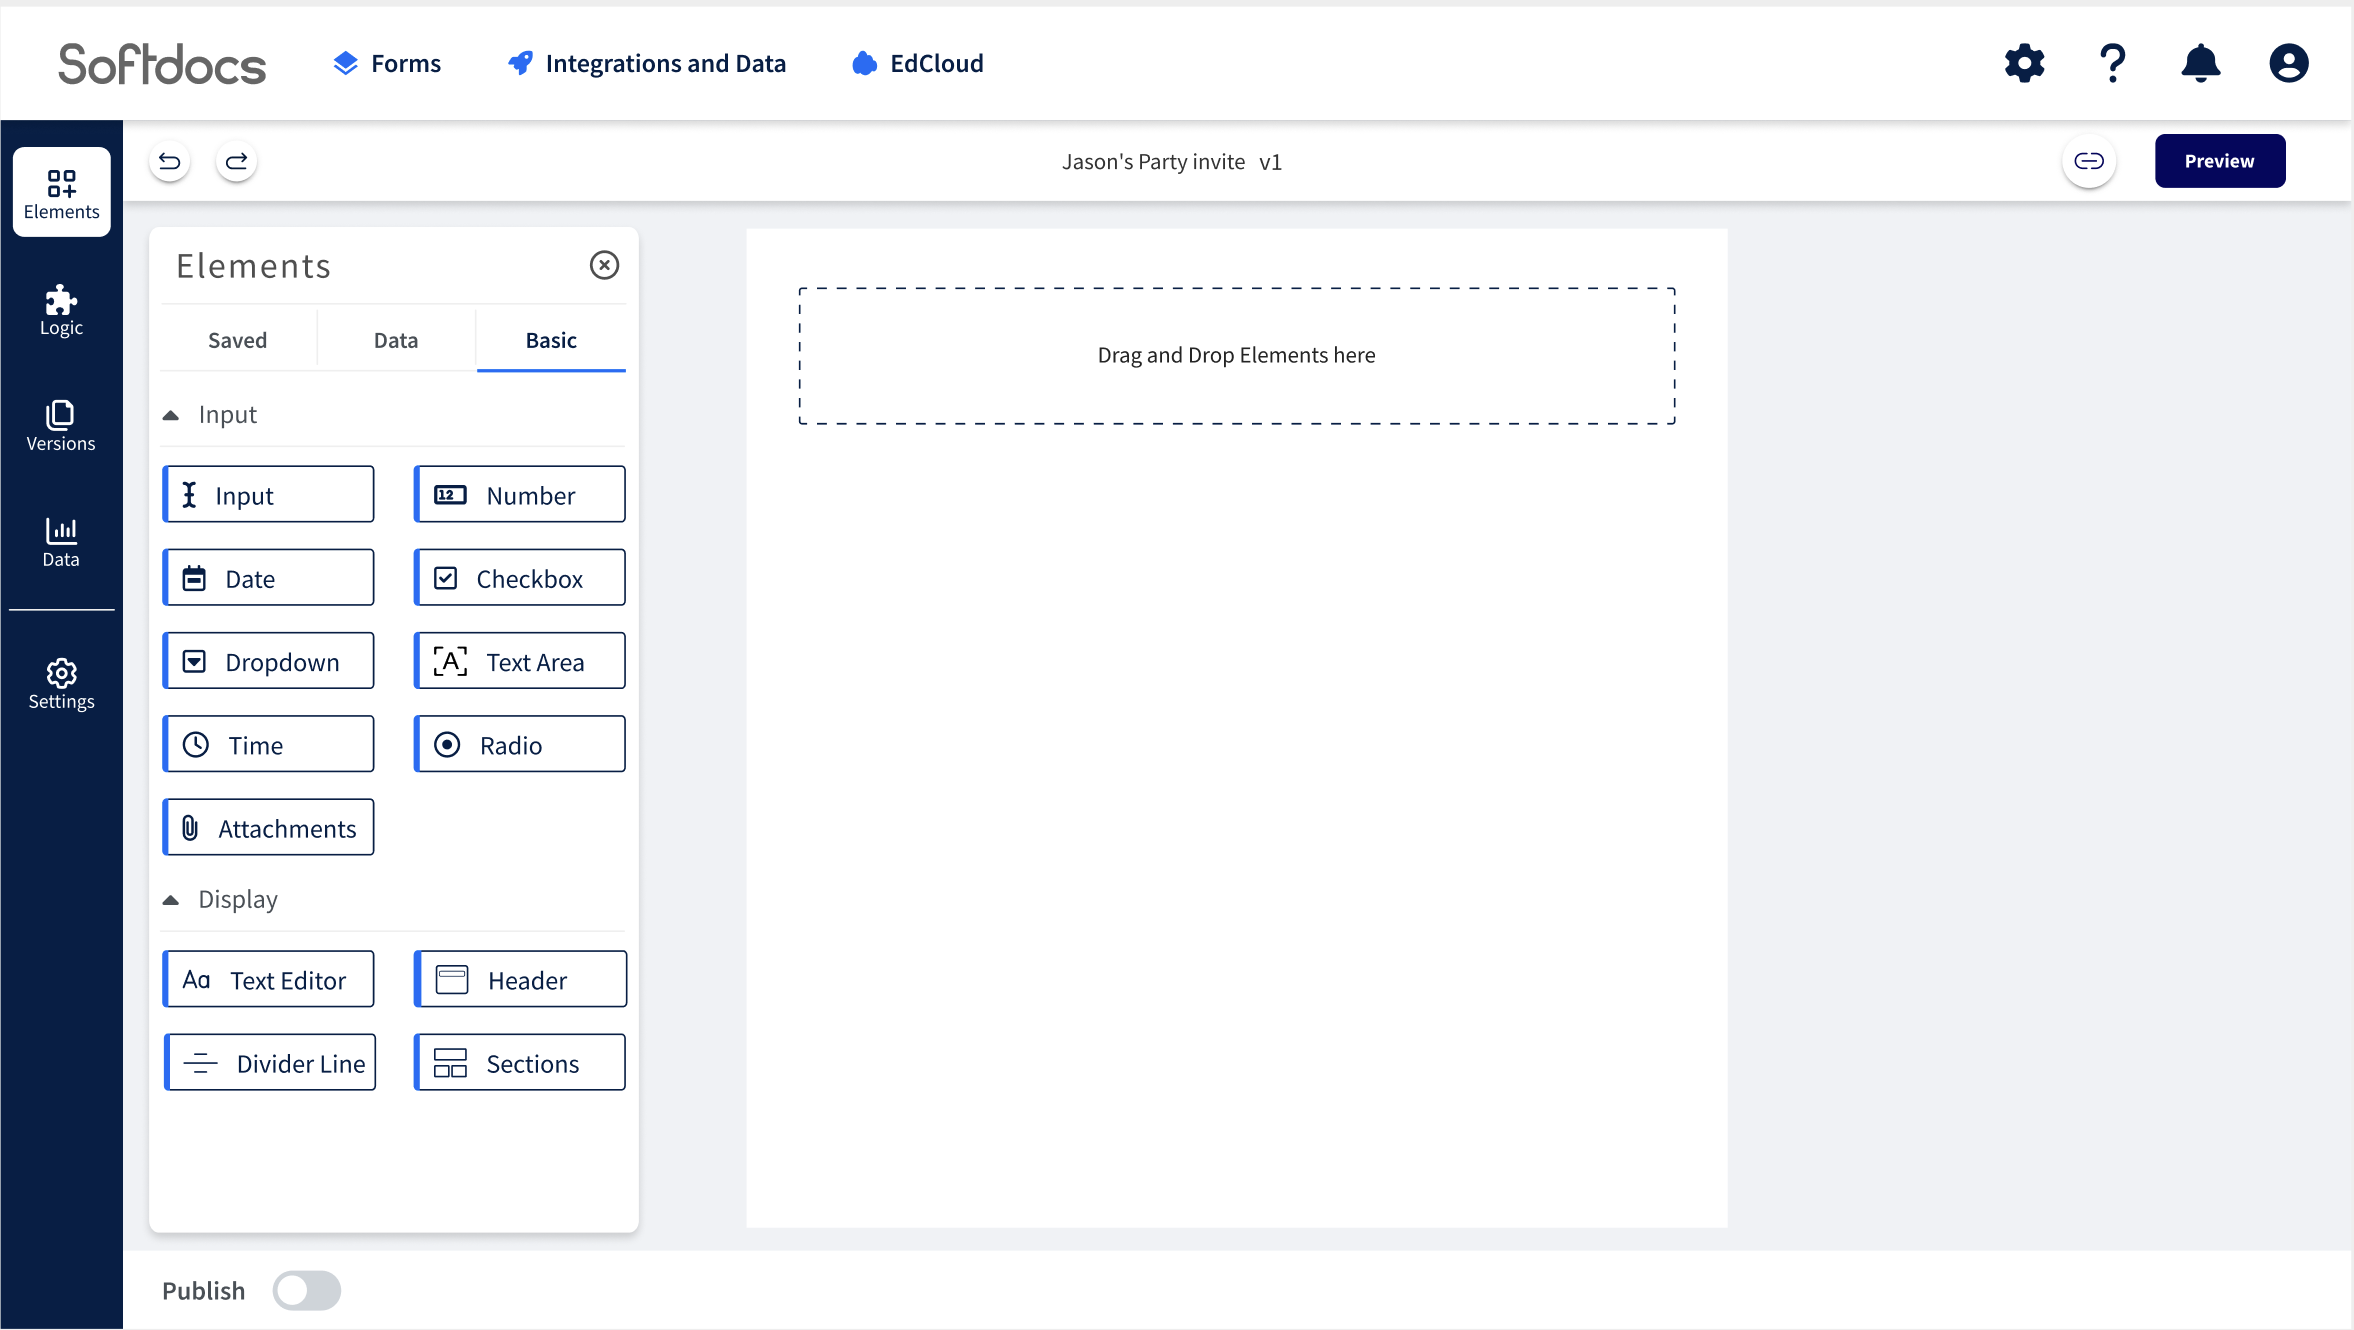 Softdocs
Forms
Integrations and Data
EdCloud
Jason's Party invite v1
Preview
Elements
Logic
Versions
Data
Settings
Elements
Saved
Data
Basic
Input
Input
12 Number
Date
Checkbox
Dropdown
A Text Area
Time
Radio
Attachments
Display
Aa Text Editor
Header
Divider Line
Sections
Drag and Drop Elements here
Publish